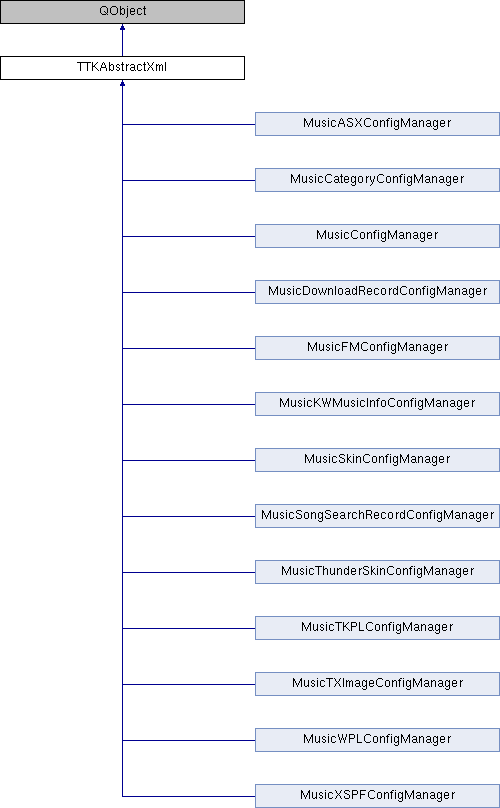 QObject
TTKAbstractXml
MusicASXConfigManager
MusicCategoryConfigManager
MusicConfigManager
MusicDownloadRecordConfigManager
MusicFMConfigManager
MusicKWMusicInfoConfigManager
MusicSkinConfigManager
MusicSongSearchRecordConfigManager
MusicThunderSkinConfigManager
MusicTKPLConfigManager
MusicTXImageConfigManager
MusicWPLConfigManager
MusicXSPFConfigManager